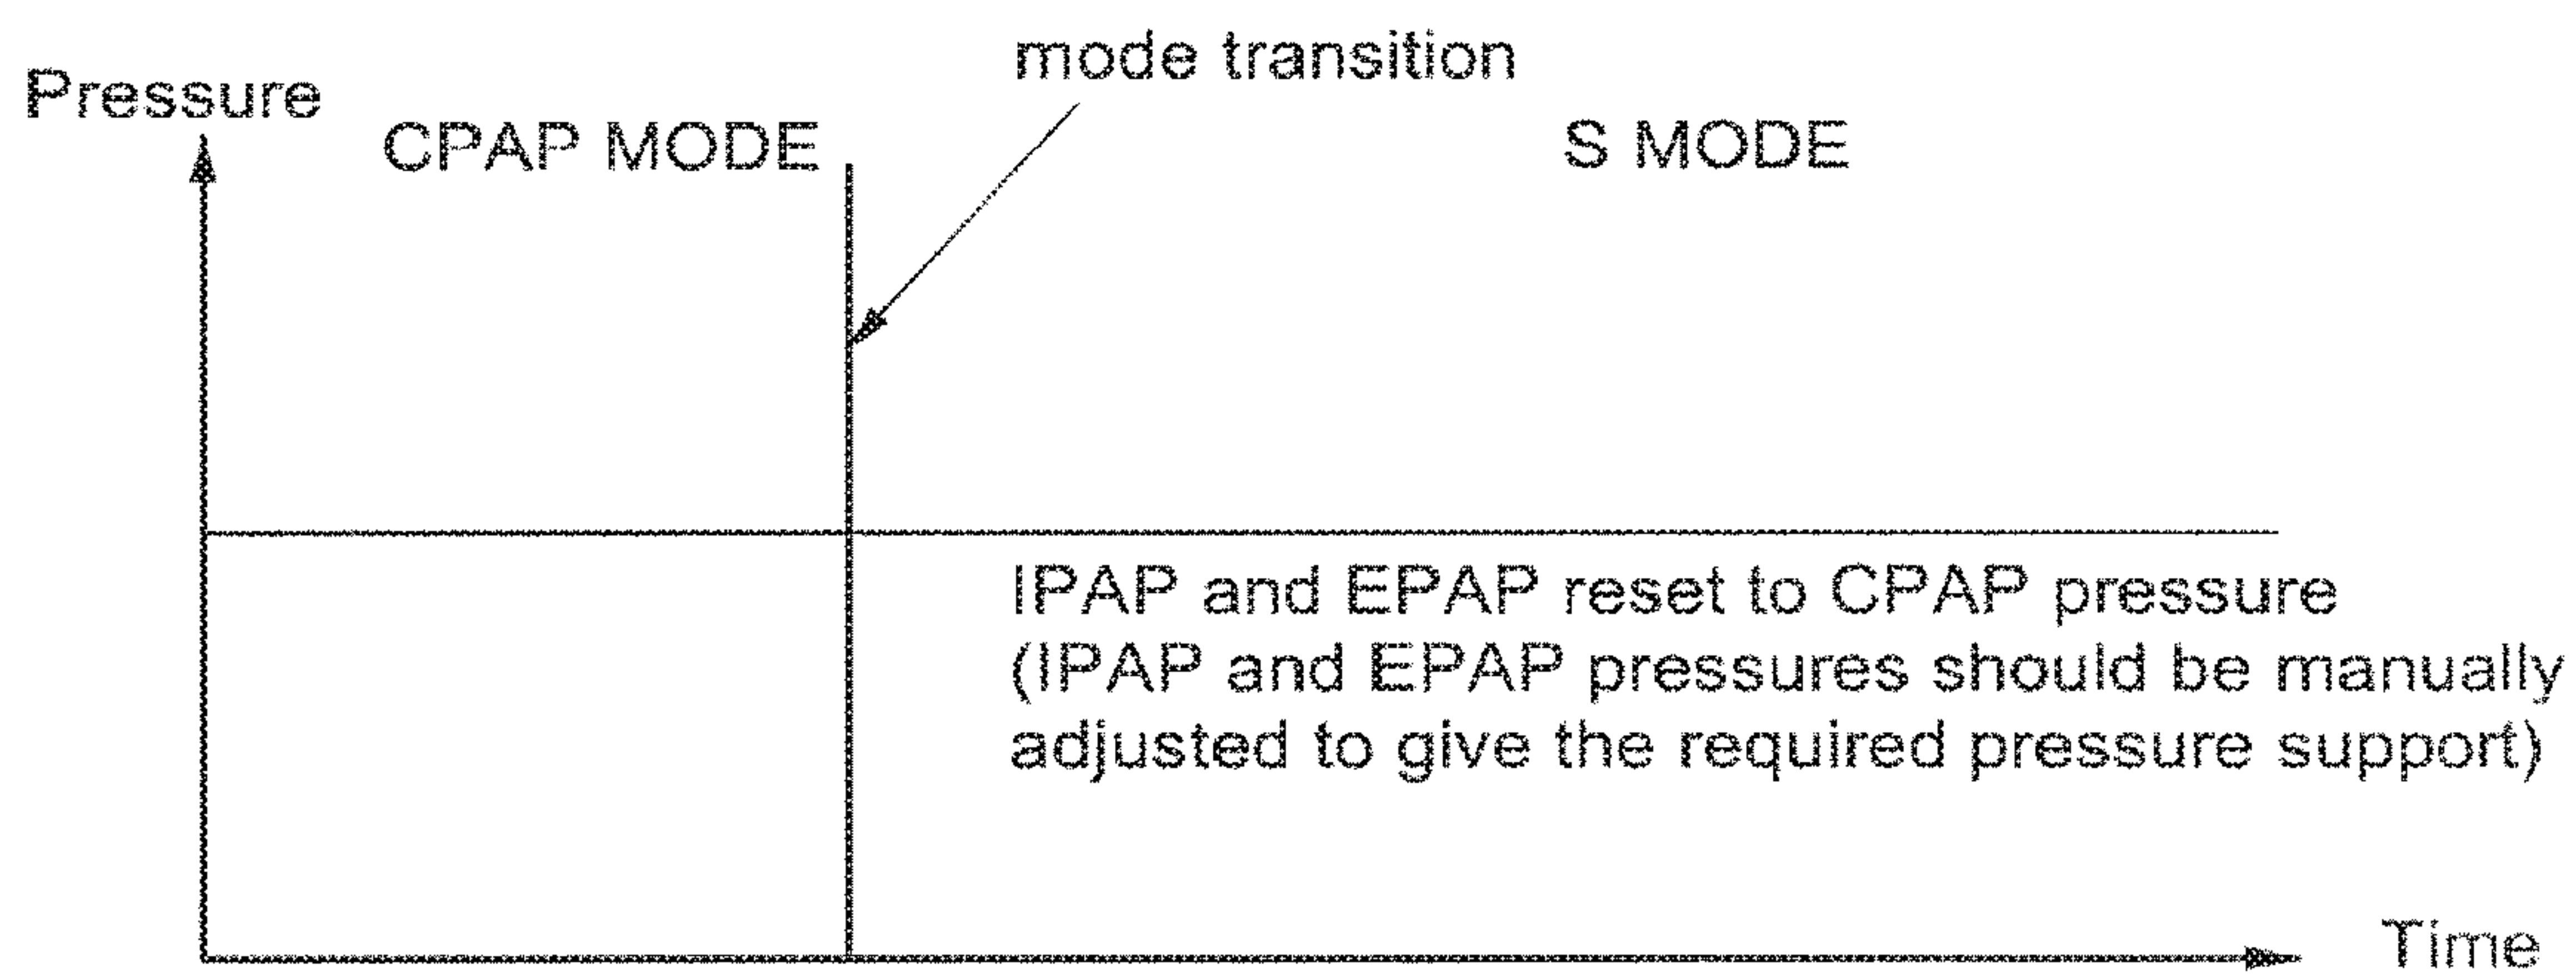 mode transition
Pressure
CPAP MODE
S MODE
IPAP and EPAP reset to CPAP pressure
(IPAP and EPAP pressures should be manually
adjusted to give the required pressure support)
Time